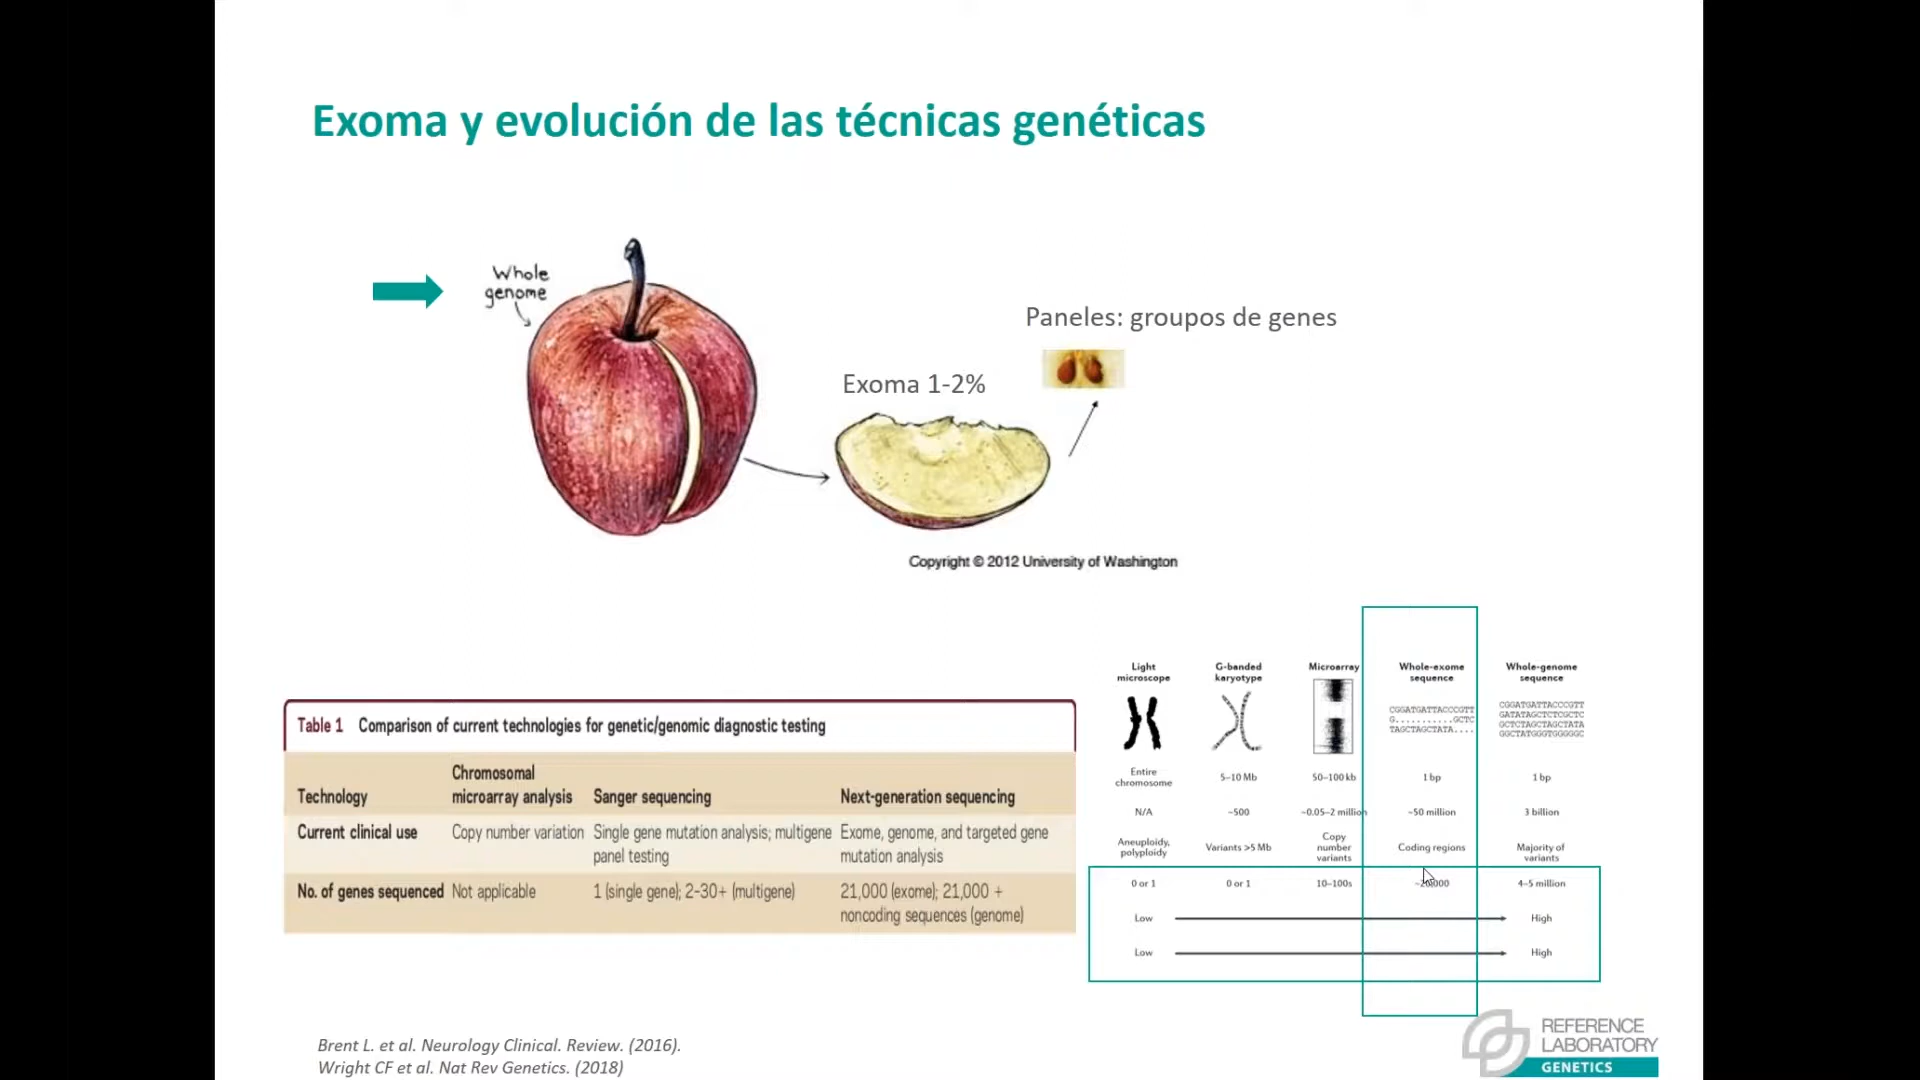 Exoma y evolución de las técnicas genéticas
Whole
genome
Paneles: groupos de genes
Exoma 1-2%
Copyright © 2012 University of Washington
Table 1 Comparison of current technologies for genetic/genomic diagnostic testing
Technology Chromosomal microarray analysis Sanger sequencing Next-generation sequencing
Current clinical use Copy number variation Single gene mutation analysis; multigene panel testing Exome, genome, and targeted gene mutation analysis
No. of genes sequenced Not applicable 1 (single gene); 2-30+ (multigene) 21,000 (exome); 21,000 + noncoding sequences (genome)
Light microscope G-banded karyotype Microarray Whole-exome sequence Whole-genome sequence
CGGATGATTACCCGTT
G...........GCTC
TAGCTAGCTATA....
CGGATGATTACCCGTT
GATATAGCTCTCGCTC
GCTCTAGCTAGCTATA
GGCTATGGGTGGGGGC
Entire chromosome 5–10 Mb 50–100 kb 1 bp 1 bp
N/A ~500 ~0.05–2 million ~50 million 3 billion
Aneuploidy, polyploidy Variants >5 Mb Copy number variants Coding regions Majority of variants
0 or 1 0 or 1 10–100s 4–5 million
Low High
Low High
Brent L. et al. Neurology Clinical. Review. (2016).
Wright CF et al. Nat Rev Genetics. (2018)
REFERENCE
LABORATORY
GENETICS